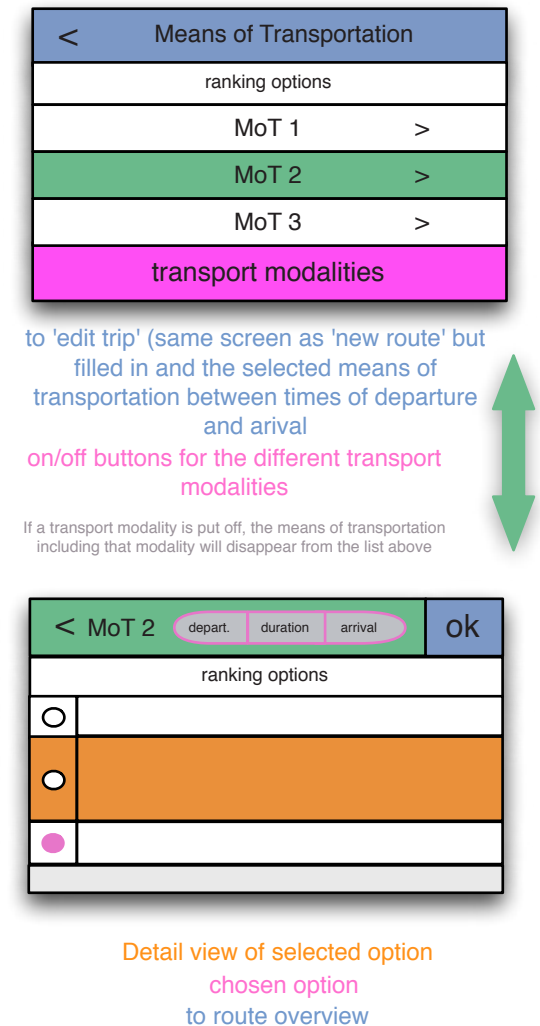 < Means of Transportation
ranking options
MoT 1 >
MoT 2 >
MoT 3 >
transport modalities
to 'edit trip' (same screen as 'new route' but
filled in and the selected means of
transportation between times of departure
and arival
on/off buttons for the different transport
modalities
If a transport modality is put off, the means of transportation
including that modality will disappear from the list above
< MoT 2 depart. duration arrival ok
ranking options
Detail view of selected option
chosen option
to route overview